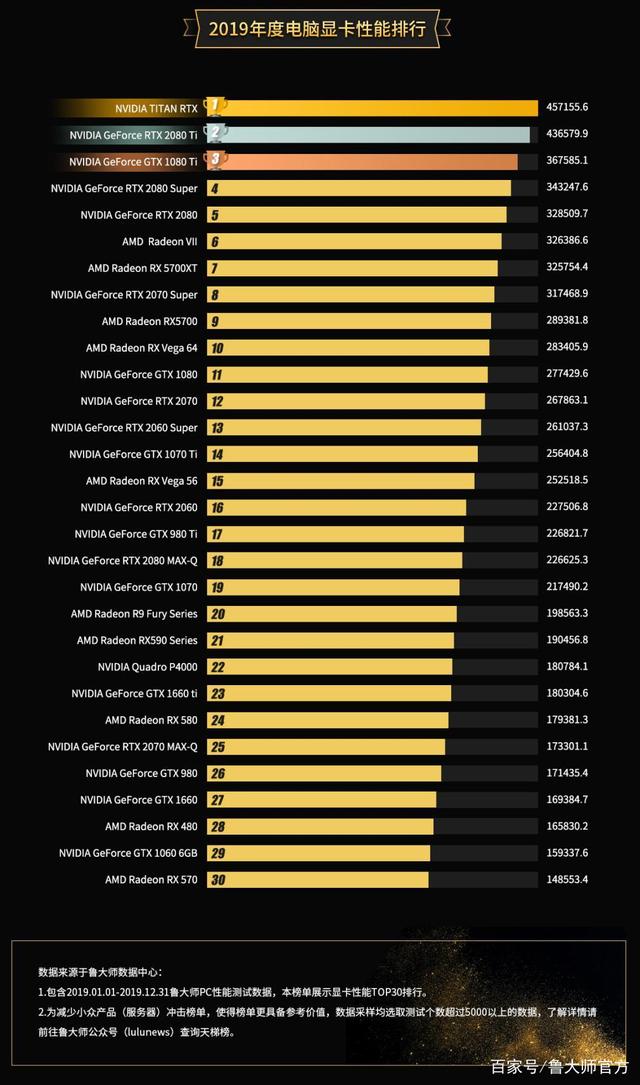 2019年度电脑显卡性能排行
NVIDIA TITAN RTX 1 457155.6
NVIDIA GeForce RTX 2080 Ti 2 436579.9
NVIDIA GeForce GTX 1080 Ti 3 367585.1
NVIDIA GeForce RTX 2080 Super 4 343247.6
NVIDIA GeForce RTX 2080 5 328509.7
AMD Radeon VII 6 326386.6
AMD Radeon RX 5700XT 7 325754.4
NVIDIA GeForce RTX 2070 Super 8 317468.9
AMD Radeon RX5700 9 289381.8
AMD Radeon RX Vega 64 10 283405.9
NVIDIA GeForce GTX 1080 11 277429.6
NVIDIA GeForce RTX 2070 12 267863.1
NVIDIA GeForce RTX 2060 Super 13 261037.3
NVIDIA GeForce GTX 1070 Ti 14 256404.8
AMD Radeon RX Vega 56 15 252518.5
NVIDIA GeForce RTX 2060 16 227506.8
NVIDIA GeForce GTX 980 Ti 17 226821.7
NVIDIA GeForce RTX 2080 MAX-Q 18 226625.3
NVIDIA GeForce GTX 1070 19 217490.2
AMD Radeon R9 Fury Series 20 198563.3
AMD Radeon RX590 Series 21 190456.8
NVIDIA Quadro P4000 22 180784.1
NVIDIA GeForce GTX 1660 ti 23 180304.6
AMD Radeon RX 580 24 179381.3
NVIDIA GeForce RTX 2070 MAX-Q 25 173301.1
NVIDIA GeForce GTX 980 26 171435.4
NVIDIA GeForce GTX 1660 27 169384.7
AMD Radeon RX 480 28 165830.2
NVIDIA GeForce GTX 1060 6GB 29 159337.6
AMD Radeon RX 570 30 148553.4
数据来源于鲁大师数据中心：
1.包含2019.01.01-2019.12.31鲁大师PC性能测试数据，本榜单展示显卡性能TOP30排行。
2.为减少小众产品（服务器）冲击榜单，使得榜单更具备参考价值，数据采样均选取测试个数超过5000以上的数据，了解详情请
前往鲁大师公众号（lulunews）查询天梯榜。
百家号/鲁大师官方